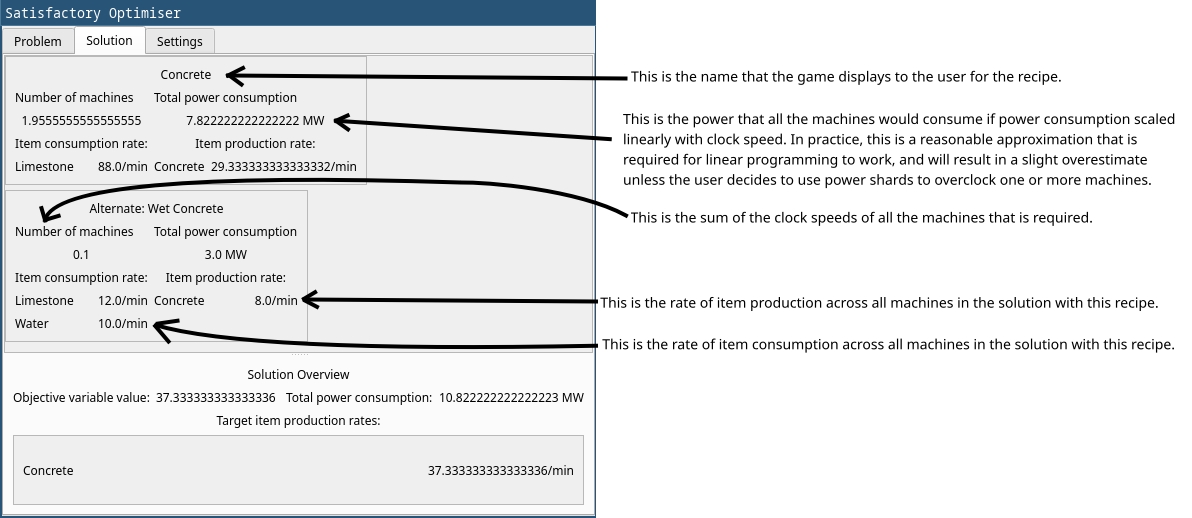 Satisfactory Optimiser
Problem Solution Settings
Concrete
Number of machines Total power consumption
1.9555555555555555 7.822222222222222 MW
Item consumption rate: Item production rate:
Limestone 88.0/min Concrete 29.333333333333332/min
Alternate: Wet Concrete
Number of machines Total power consumption
0.1 3.0 MW
Item consumption rate: Item production rate:
Limestone 12.0/min Concrete 8.0/min
Water 10.0/min
Solution Overview
Objective variable value: 37.333333333333336 Total power consumption: 10.822222222222223 MW
Target item production rates:
Concrete 37.333333333333336/min
This is the name that the game displays to the user for the recipe.
This is the power that all the machines would consume if power consumption scaled
linearly with clock speed. In practice, this is a reasonable approximation that is
required for linear programming to work, and will result in a slight overestimate
unless the user decides to use power shards to overclock one or more machines.
This is the sum of the clock speeds of all the machines that is required.
This is the rate of item production across all machines in the solution with this recipe.
This is the rate of item consumption across all machines in the solution with this recipe.